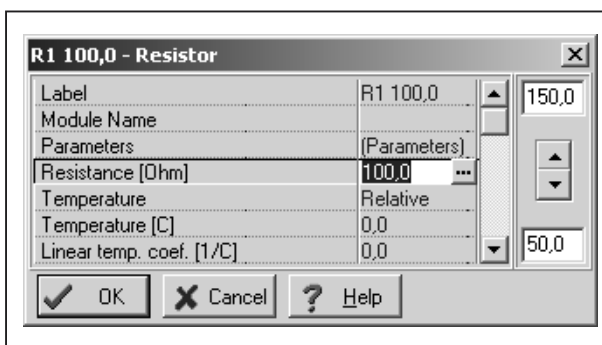 R1 100,0 - Resistor
Label R1 100,0
Module Name
Parameters (Parameters)
Resistance [Ohm] 100,0 ...
Temperature Relative
Temperature [C] 0,0
Linear temp. coef. [1/C] 0,0
150,0
50,0
OK Cancel ? Help